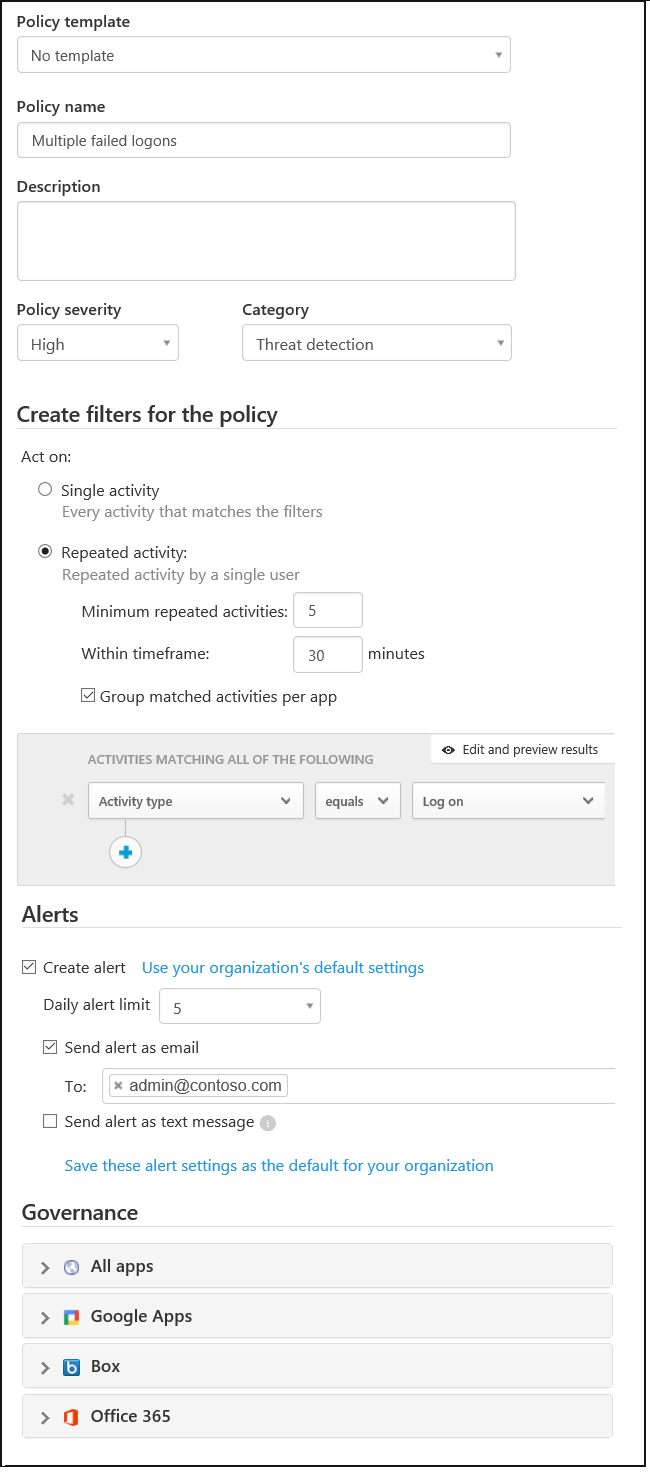 Policy template
No template
Policy name
Multiple failed logons
Description
Policy severity
Category
High
Threat detection
Create filters for the policy
Act on:
Single activity
Every activity that matches the filters
Repeated activity:
Repeated activity by a single user
Minimum repeated activities: 5
Within timeframe: 30 minutes
Group matched activities per app
Edit and preview results
ACTIVITIES MATCHING ALL OF THE FOLLOWING
Activity type equals Log on
Alerts
Create alert Use your organization's default settings
Daily alert limit 5
Send alert as email
To: admin@contoso.com
Send alert as text message
Save these alert settings as the default for your organization
Governance
All apps
Google Apps
Box
Office 365